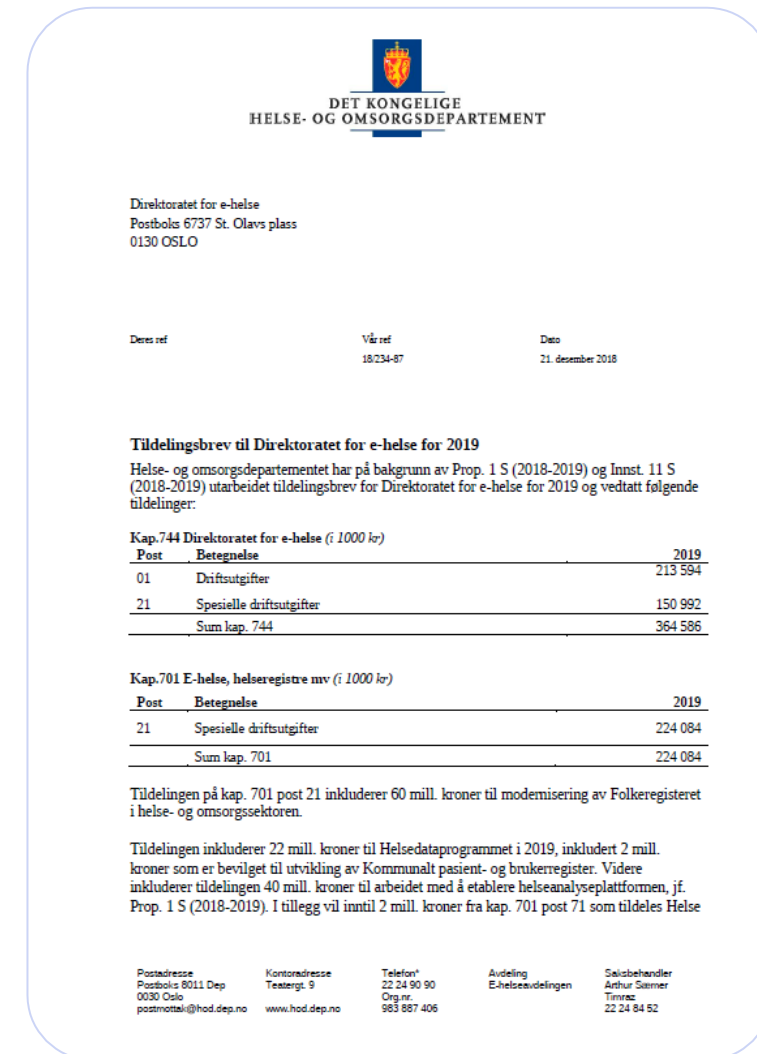 DET KONGELIGE
HELSE- OG OMSORGSDEPARTEMENT
Direktoratet for e-helse
Postboks 6737 St. Olavs plass
0130 OSLO
Deres ref Vår ref Dato
18/234-87 21. desember 2018
Tildelingsbrev til Direktoratet for e-helse for 2019
Helse- og omsorgsdepartementet har på bakgrunn av Prop. 1 S (2018-2019) og Innst. 11 S
(2018-2019) utarbeidet tildelingsbrev for Direktoratet for e-helse for 2019 og vedtatt følgende
tildelinger:
Kap.744 Direktoratet for e-helse (i 1000 kr)
Post Betegnelse 2019
01 Driftsutgifter 213 594
21 Spesielle driftsutgifter 150 992
Sum kap. 744 364 586
Kap.701 E-helse, helseregistre mv (i 1000 kr)
Post Betegnelse 2019
21 Spesielle driftsutgifter 224 084
Sum kap. 701 224 084
Tildelingen på kap. 701 post 21 inkluderer 60 mill. kroner til modernisering av Folkeregisteret
i helse- og omsorgssektoren.
Tildelingen inkluderer 22 mill. kroner til Helsedataprogrammet i 2019, inkludert 2 mill.
kroner som er bevilget til utvikling av Kommunalt pasient- og brukerregister. Videre
inkluderer tildelingen 40 mill. kroner til arbeidet med å etablere helseanalyseplattformen, jf.
Prop. 1 S (2018-2019). I tillegg vil inntil 2 mill. kroner fra kap. 701 post 71 som tildeles Helse
Postadresse Kontoradresse Telefon* Avdeling Saksbehandler
Postboks 8011 Dep Teatergt. 9 22 24 90 90 E-helseavdelingen Arthur Særner
0030 Oslo Org.nr. Timraz
postmottak@hod.dep.no www.hod.dep.no 983 887 406 22 24 84 52